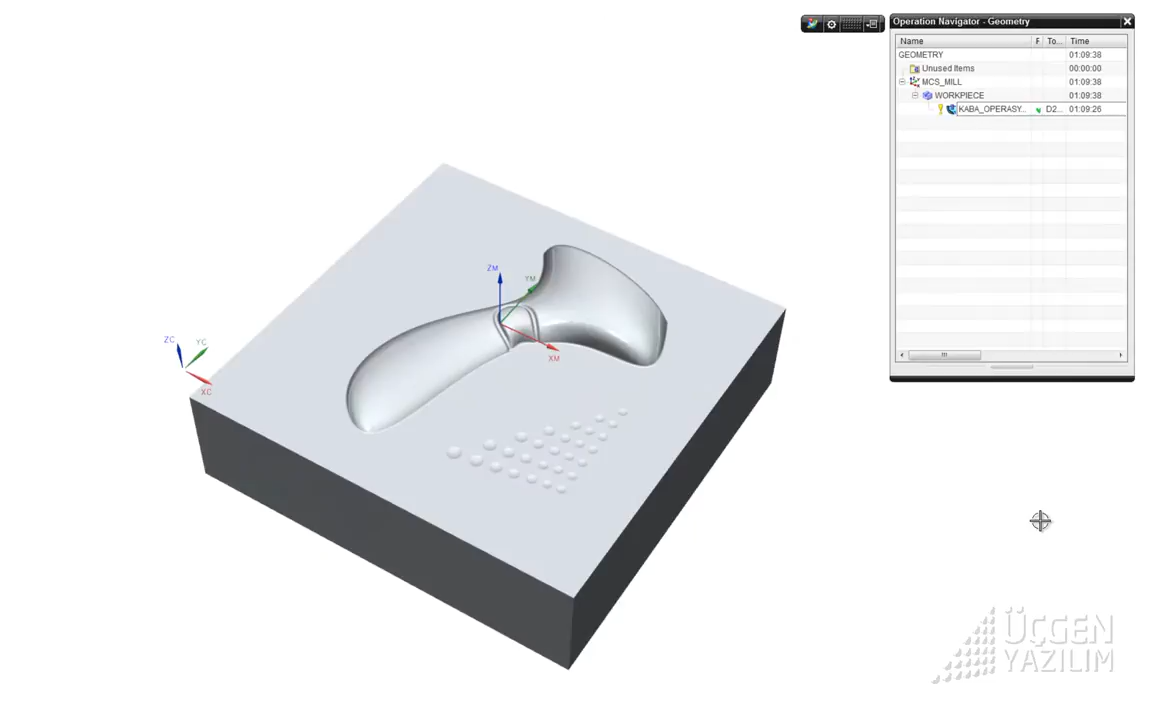 Operation Navigator - Geometry
Name To... Time
GEOMETRY 01:09:38
Unused Items 00:00:00
MCS_MILL 01:09:38
WORKPIECE 01:09:38
KABA_OPERASY... D2... 01:09:26
ZM
YM
XM
ZC
YC
XC
ÜÇGEN
YAZILIM